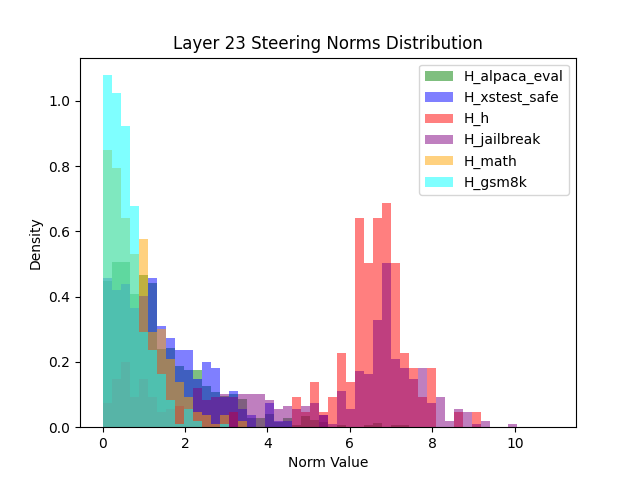 Layer 23 Steering Norms Distribution
H_alpaca_eval
H_xstest_safe
H_h
H_jailbreak
H_math
H_gsm8k
1.0
0.8
0.6
0.4
0.2
0.0
Density
0
2
4
6
8
10
Norm Value